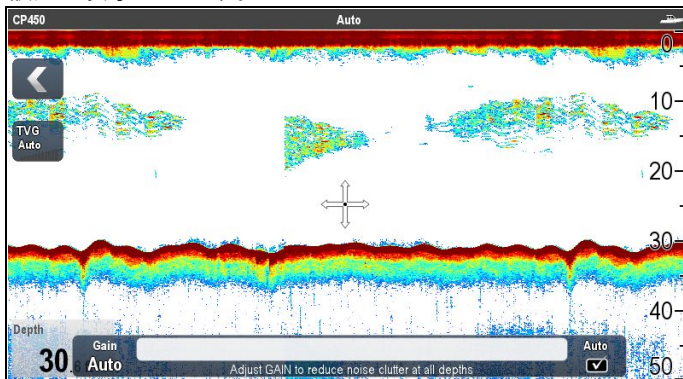 CP450
Auto
0
10
TVG
Auto
20
30
40
Depth
30.
Gain
Auto
Auto
Adjust GAIN to reduce noise clutter at all depths
50